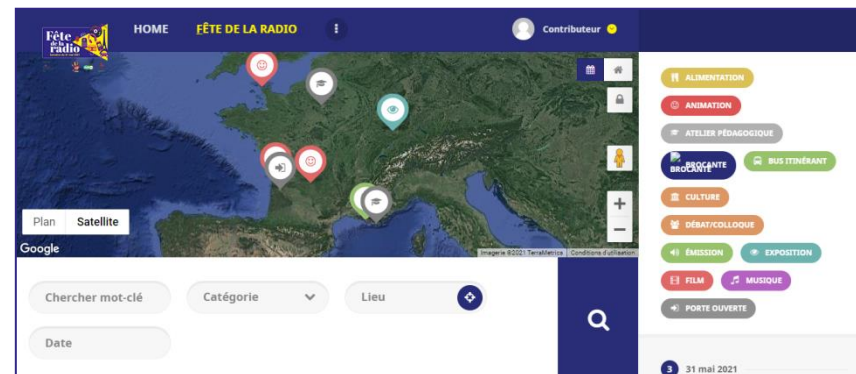 Fête
de la
radio
HOME
FÊTE DE LA RADIO
Contributeur
Plan
Satellite
Google
Imagerie ©2021 TerraMetrics
Conditions d'utilisation
Chercher mot-clé
Catégorie
Lieu
Date
ALIMENTATION
ANIMATION
ATELIER PÉDAGOGIQUE
BROCANTE
BROCANTE
BUS ITINÉRANT
CULTURE
DÉBAT/COLLOQUE
ÉMISSION
EXPOSITION
FILM
MUSIQUE
PORTE OUVERTE
3 31 mai 2021